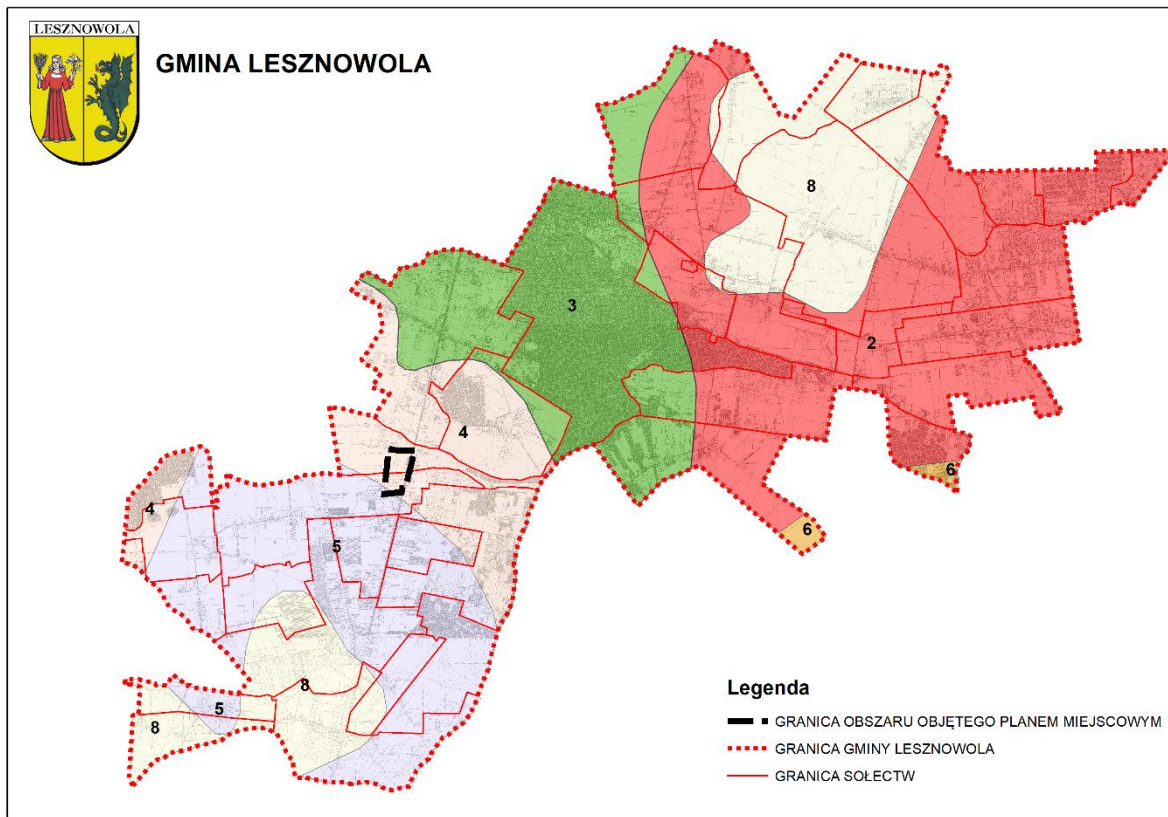 LESZNOWOLA
GMINA LESZNOWOLA
8
3
2
4
6
4
6
5
8
5
8
Legenda
GRANICA OBSZARU OBJĘTEGO PLANEM MIEJSCOWYM
GRANICA GMINY LESZNOWOLA
GRANICA SOŁECTW